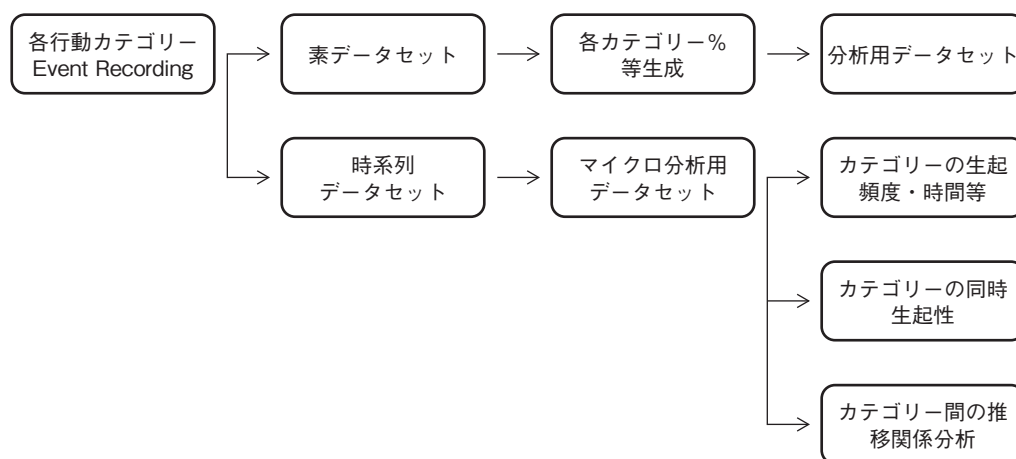 各行動カテゴリー
Event Recording
素データセット
各カテゴリー％
等生成
分析用データセット
時系列
データセット
マイクロ分析用
データセット
カテゴリーの生起
頻度・時間等
カテゴリーの同時
生起性
カテゴリー間の推
移関係分析